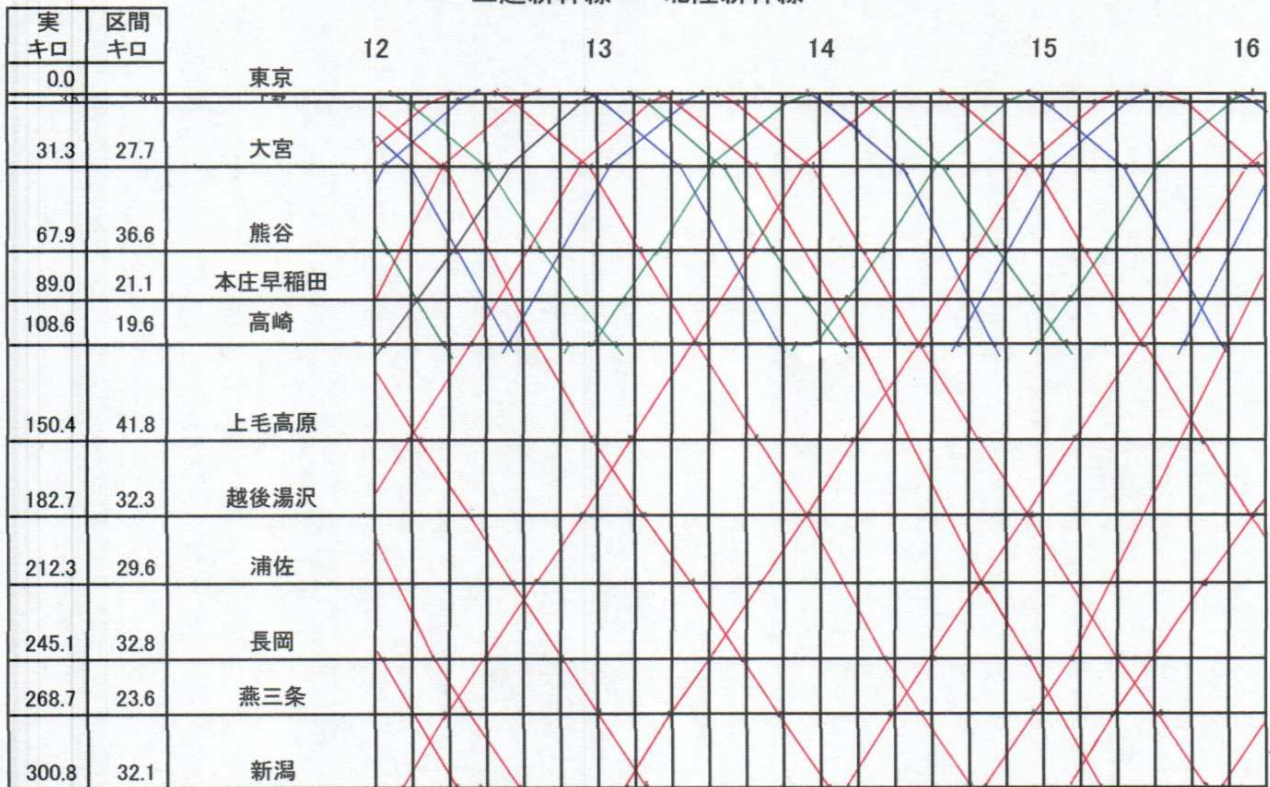 実 区間
キロ キロ 12 13 14 15 16
0.0 東京
31.3 27.7 大宮
67.9 36.6 熊谷
89.0 21.1 本庄早稲田
108.6 19.6 高崎
150.4 41.8 上毛高原
182.7 32.3 越後湯沢
212.3 29.6 浦佐
245.1 32.8 長岡
268.7 23.6 燕三条
300.8 32.1 新潟